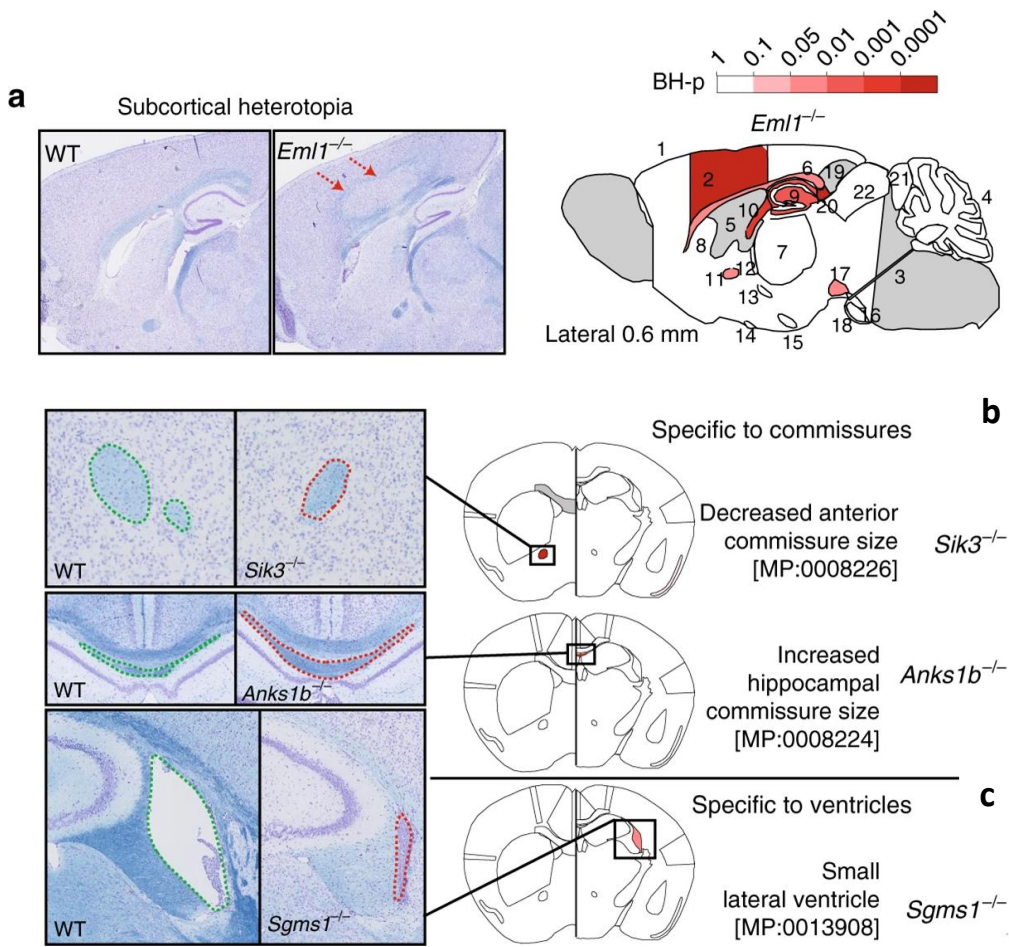 a
Subcortical heterotopia
WT
Eml1−/−
BH-p
1 0.1 0.05 0.01 0.001 0.0001
Eml1−/−
1
2
6
19
21
4
9
20
22
10
5
8
7
3
11
12
13
17
16
18
14
15
Lateral 0.6 mm
b
Specific to commissures
WT
Sik3−/−
Decreased anterior
commissure size
[MP:0008226]
Sik3−/−
WT
Anks1b−/−
Increased
hippocampal
commissure size
[MP:0008224]
Anks1b−/−
c
Specific to ventricles
WT
Sgms1−/−
Small
lateral ventricle
[MP:0013908]
Sgms1−/−